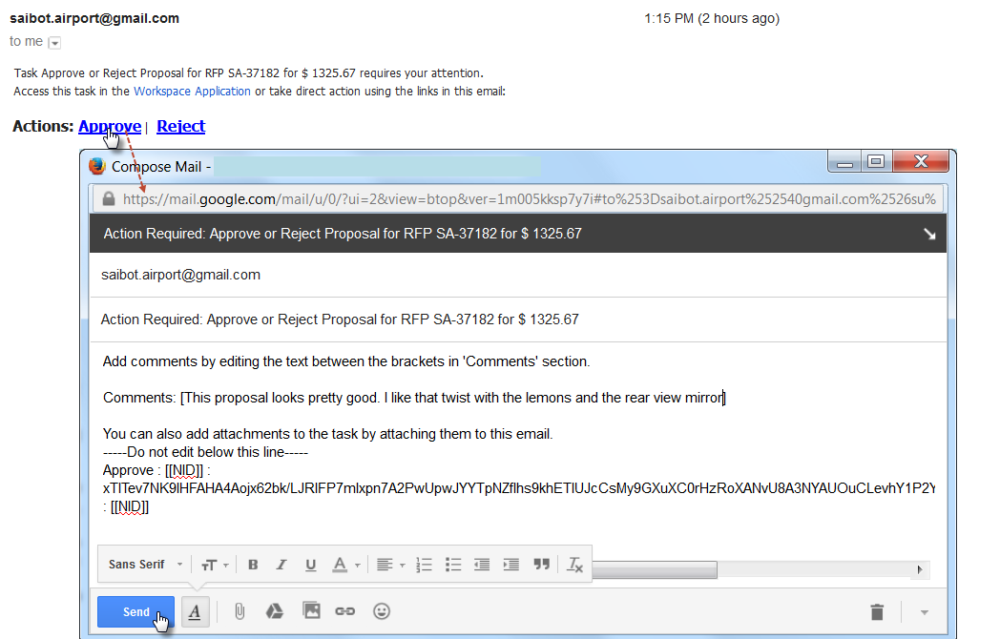 saibot.airport@gmail.com 1:15 PM (2 hours ago)
to me
Task Approve or Reject Proposal for RFP SA-37182 for $ 1325.67 requires your attention.
Access this task in the Workspace Application or take direct action using the links in this email:
Actions: Approve | Reject
Compose Mail -
https://mail.google.com/mail/u/0/?ui=2&view=btop&ver=1m005kksp7y7i#to%253Dsaibot.airport%252540gmail.com%2526su%
Action Required: Approve or Reject Proposal for RFP SA-37182 for $ 1325.67
saibot.airport@gmail.com
Action Required: Approve or Reject Proposal for RFP SA-37182 for $ 1325.67
Add comments by editing the text between the brackets in 'Comments' section.
Comments: [This proposal looks pretty good. I like that twist with the lemons and the rear view mirror]
You can also add attachments to the task by attaching them to this email.
-----Do not edit below this line-----
Approve : [[NID]] :
: [[NID]]
Sans Serif
Send